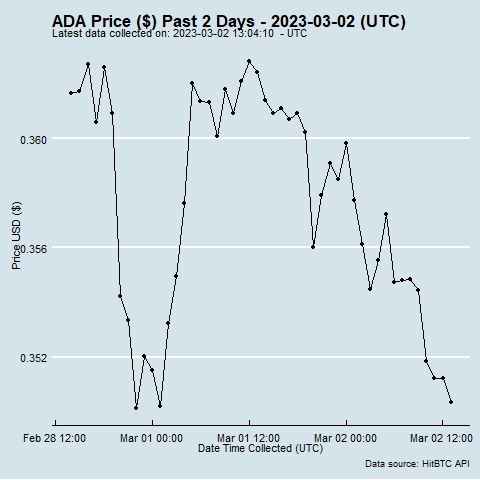 ADA Price ($) Past 2 Days - 2023-03-02 (UTC)
Latest data collected on: 2023-03-02 13:04:10  - UTC
0.360
0.356
0.352
Price USD ($)
Feb 28 12:00
Mar 01 00:00
Mar 01 12:00
Mar 02 00:00
Mar 02 12:00
Date Time Collected (UTC)
Data source: HitBTC API